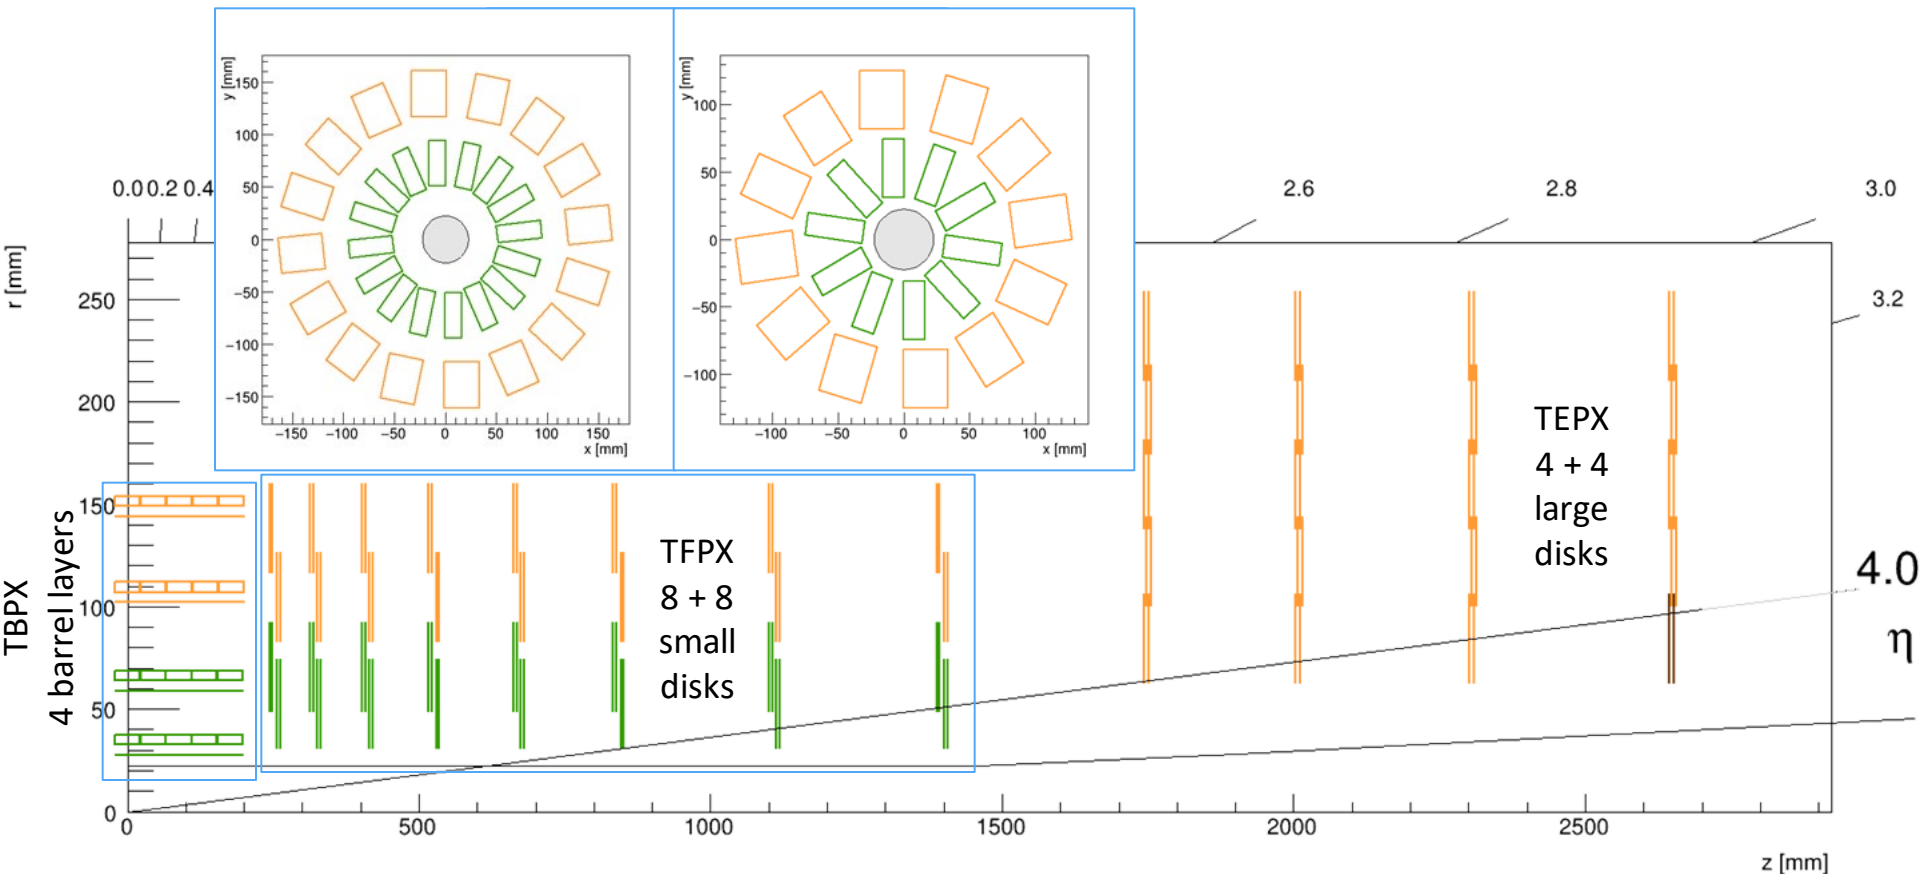 y [mm]
150
100
50
0
−50
−100
−150
−150 −100 −50 0 50 100 150
x [mm]
y [mm]
100
50
0
−50
−100
−100 −50 0 50 100
x [mm]
0.0 0.2 0.4
2.6 2.8 3.0
3.2
4.0
η
r [mm]
250
200
150
100
50
0
TBPX
4 barrel layers
TFPX
8 + 8
small
disks
TEPX
4 + 4
large
disks
0 500 1000 1500 2000 2500
z [mm]